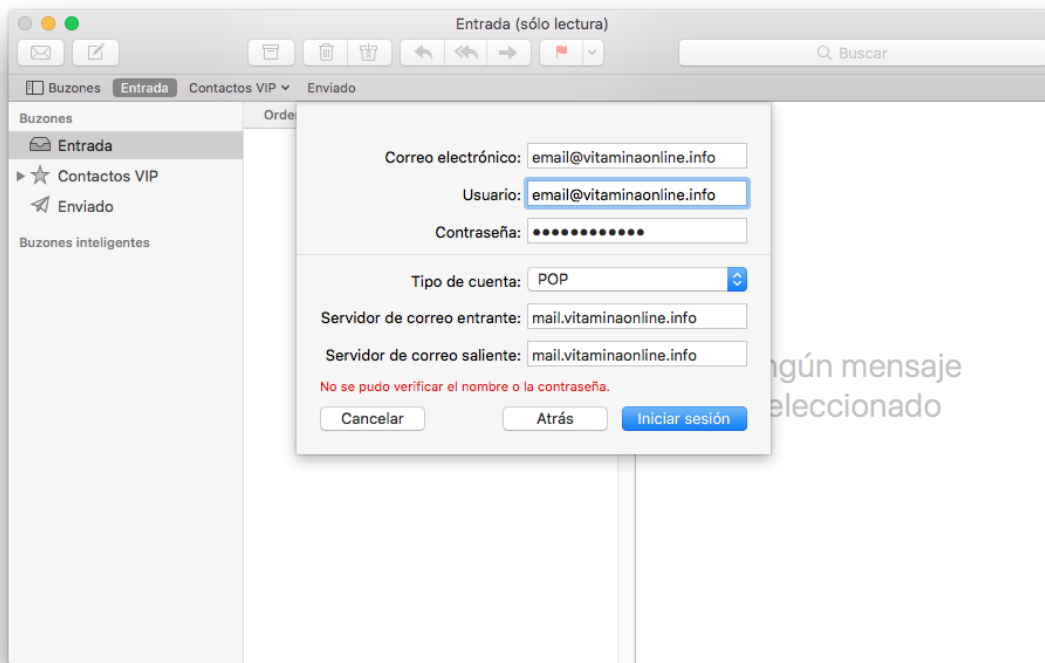 Entrada (sólo lectura)
Buscar
Buzones Entrada Contactos VIP Enviado
Buzones
Entrada
Contactos VIP
Enviado
Buzones inteligentes
Correo electrónico: email@vitaminaonline.info
Usuario: email@vitaminaonline.info
Contraseña: ••••••••••••
Tipo de cuenta: POP
Servidor de correo entrante: mail.vitaminaonline.info
Servidor de correo saliente: mail.vitaminaonline.info
No se pudo verificar el nombre o la contraseña.
Cancelar Atrás Iniciar sesión
mensaje